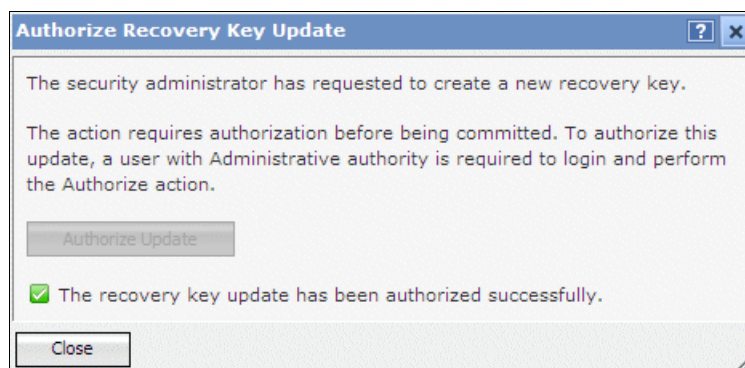 Authorize Recovery Key Update
?
The security administrator has requested to create a new recovery key.
The action requires authorization before being committed. To authorize this
update, a user with Administrative authority is required to login and perform
the Authorize action.
Authorize Update
The recovery key update has been authorized successfully.
Close